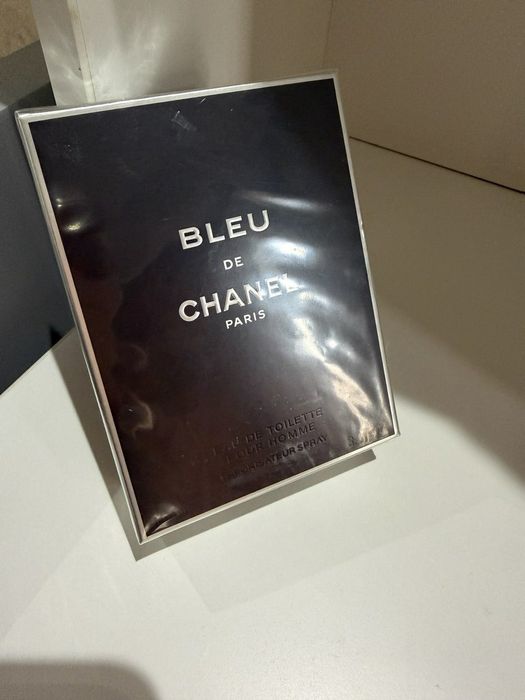 BLEU
DE
CHANEL
PARIS
EAU DE TOILETTE
POUR HOMME
VAPORISATEUR SPRAY